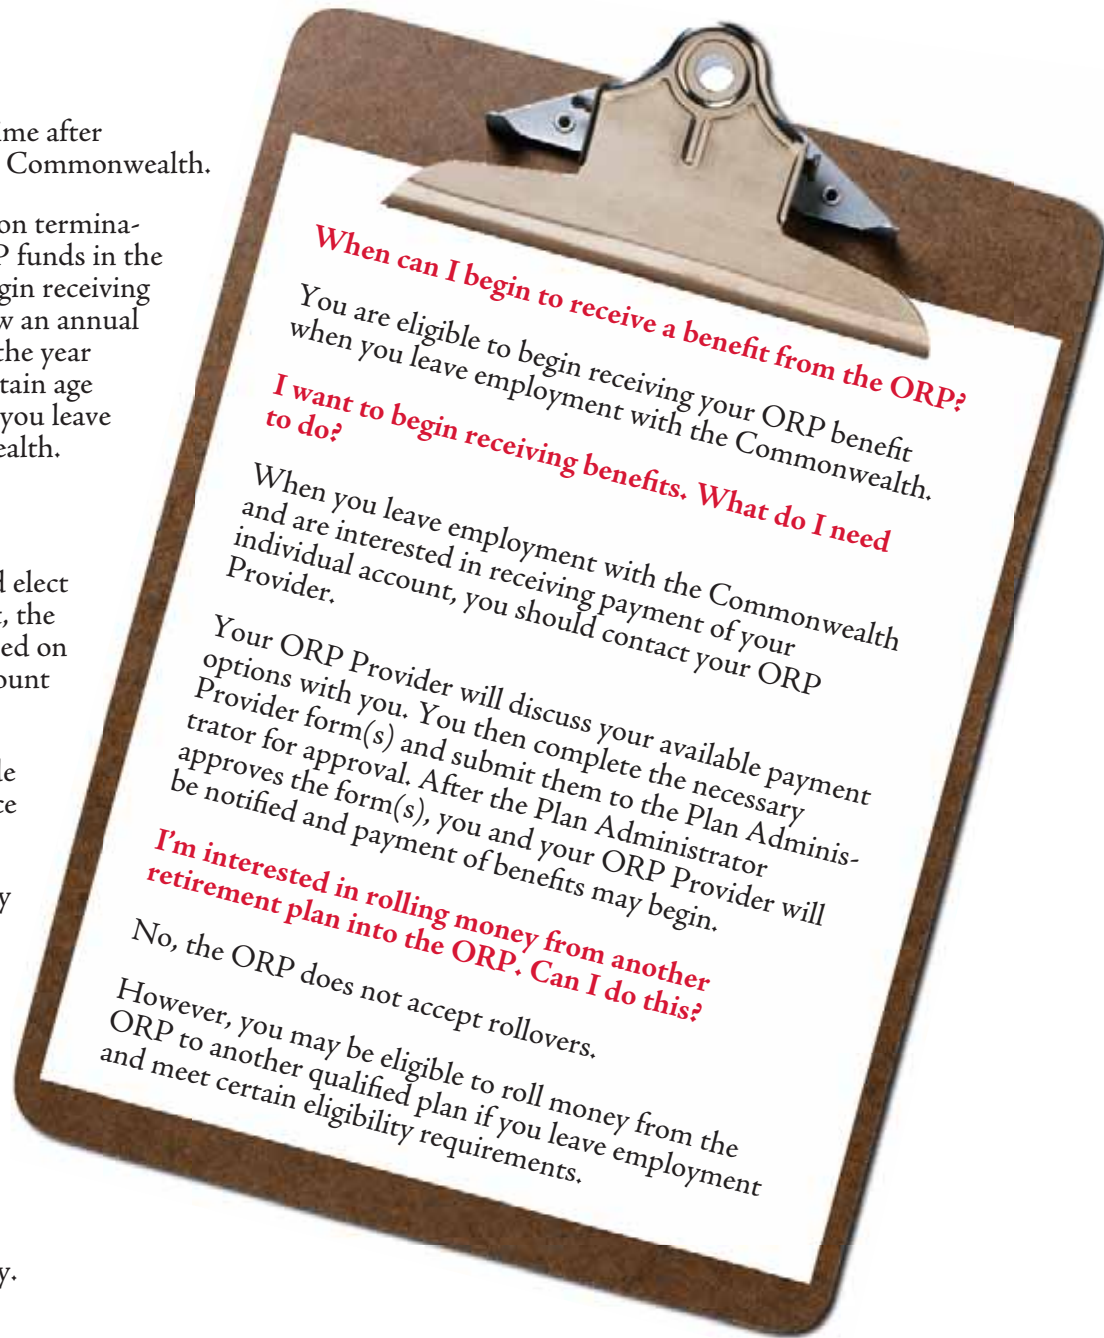 ime after
Commonwealth.
on termina-
P funds in the
gin receiving
w an annual
the year
tain age
you leave
ealth.
d elect
t, the
ed on
ount
le
ce
y
y.
When can I begin to receive a benefit from the ORP?
You are eligible to begin receiving your ORP benefit
when you leave employment with the Commonwealth.
I want to begin receiving benefits. What do I need
to do?
When you leave employment with the Commonwealth
and are interested in receiving payment of your
individual account, you should contact your ORP
Provider.
Your ORP Provider will discuss your available payment
options with you. You then complete the necessary
Provider form(s) and submit them to the Plan Adminis-
trator for approval. After the Plan Administrator
approves the form(s), you and your ORP Provider will
be notified and payment of benefits may begin.
I'm interested in rolling money from another
retirement plan into the ORP. Can I do this?
No, the ORP does not accept rollovers.
However, you may be eligible to roll money from the
ORP to another qualified plan if you leave employment
and meet certain eligibility requirements.